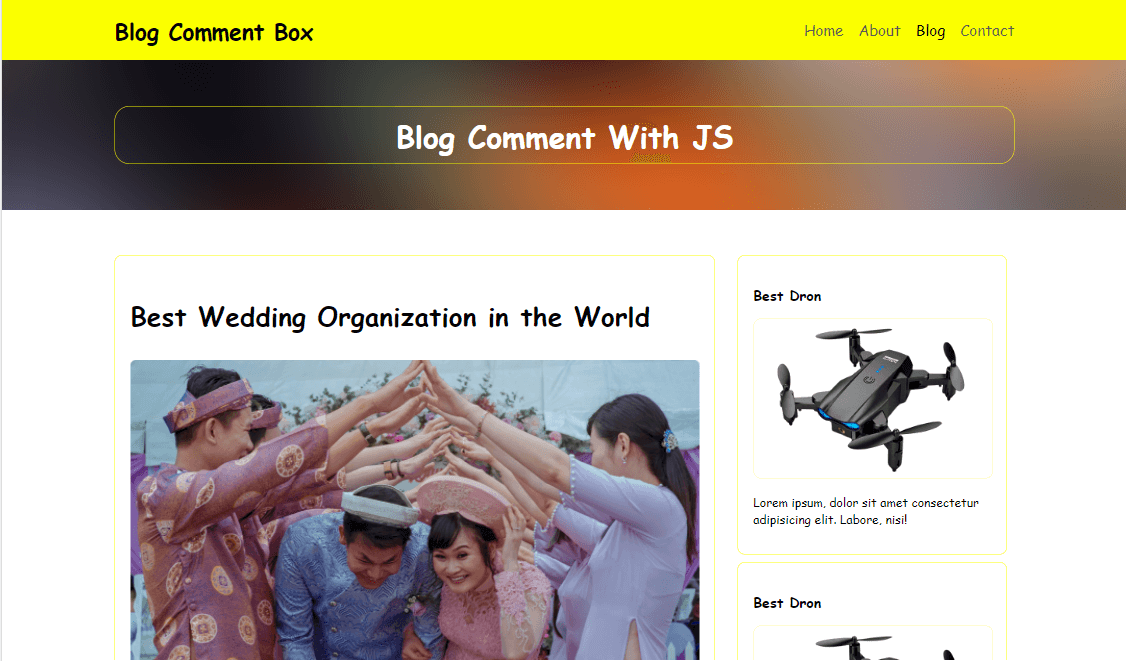 Blog Comment Box
Home About Blog Contact
Blog Comment With JS
Best Wedding Organization in the World
Best Dron
Lorem ipsum, dolor sit amet consectetur
adipisicing elit. Labore, nisi!
Best Dron